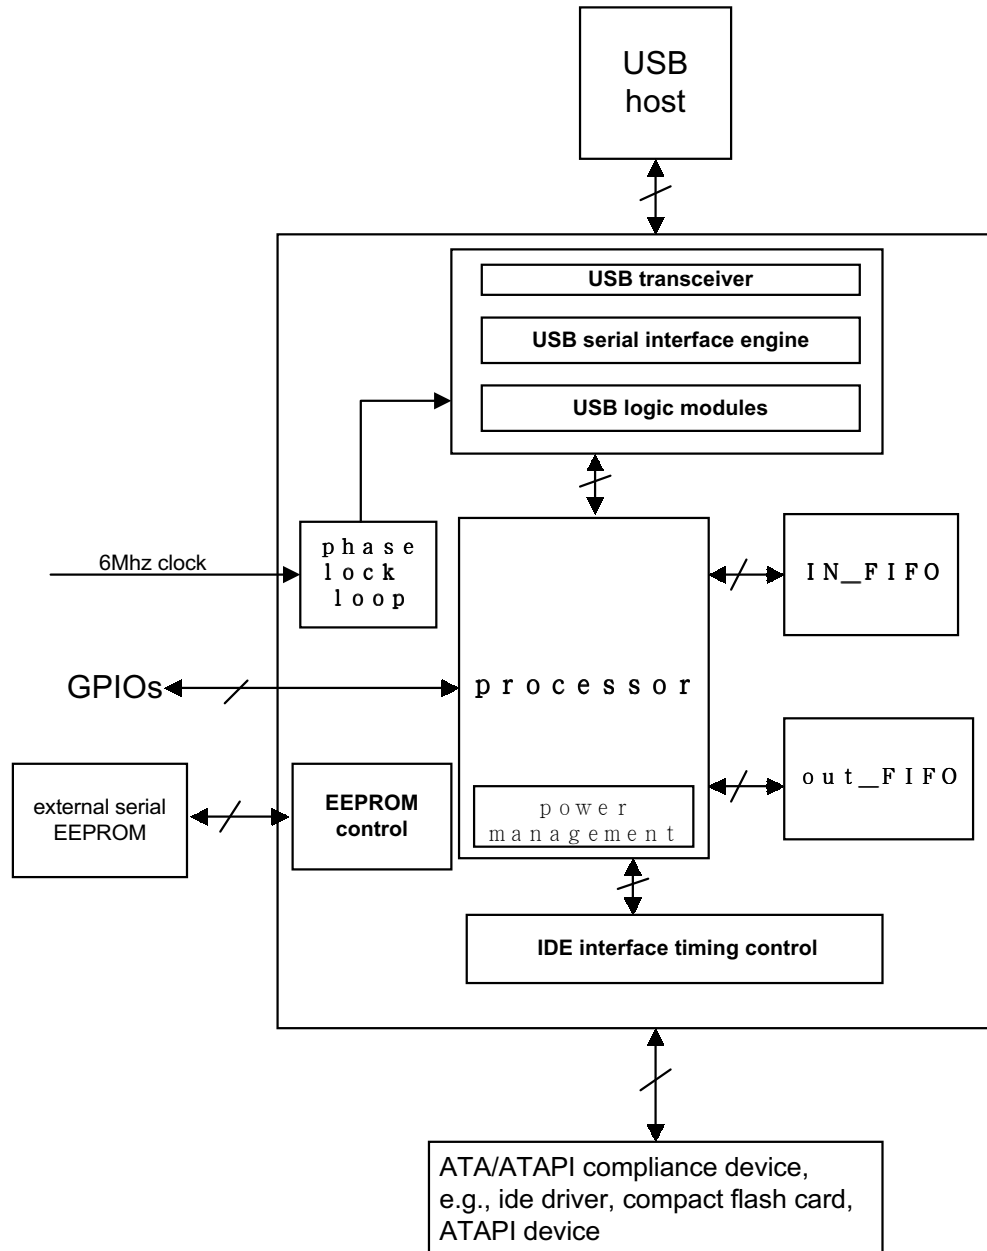 USB
host
USB transceiver
USB serial interface engine
USB logic modules
6Mhz clock
phase
lock
loop
IN_FIFO
GPIOs
processor
out_FIFO
external serial
EEPROM
EEPROM
control
power
management
IDE interface timing control
ATA/ATAPI compliance device,
e.g., ide driver, compact flash card,
ATAPI device